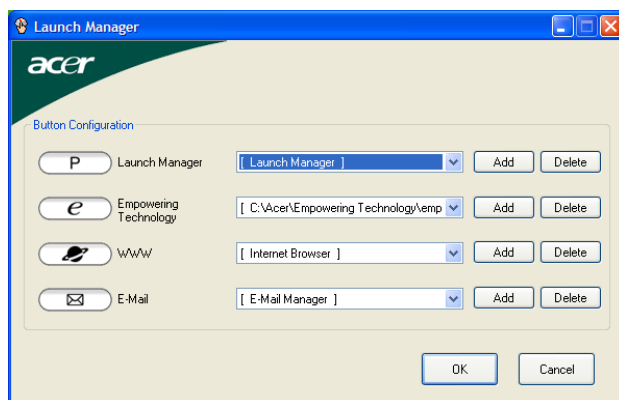 Launch Manager
acer
Button Configuration
P Launch Manager [ Launch Manager ] Add Delete
e Empowering Technology [ C:\Acer\Empowering Technology\emp Add Delete
WWW [ Internet Browser ] Add Delete
E-Mail [ E-Mail Manager ] Add Delete
OK Cancel